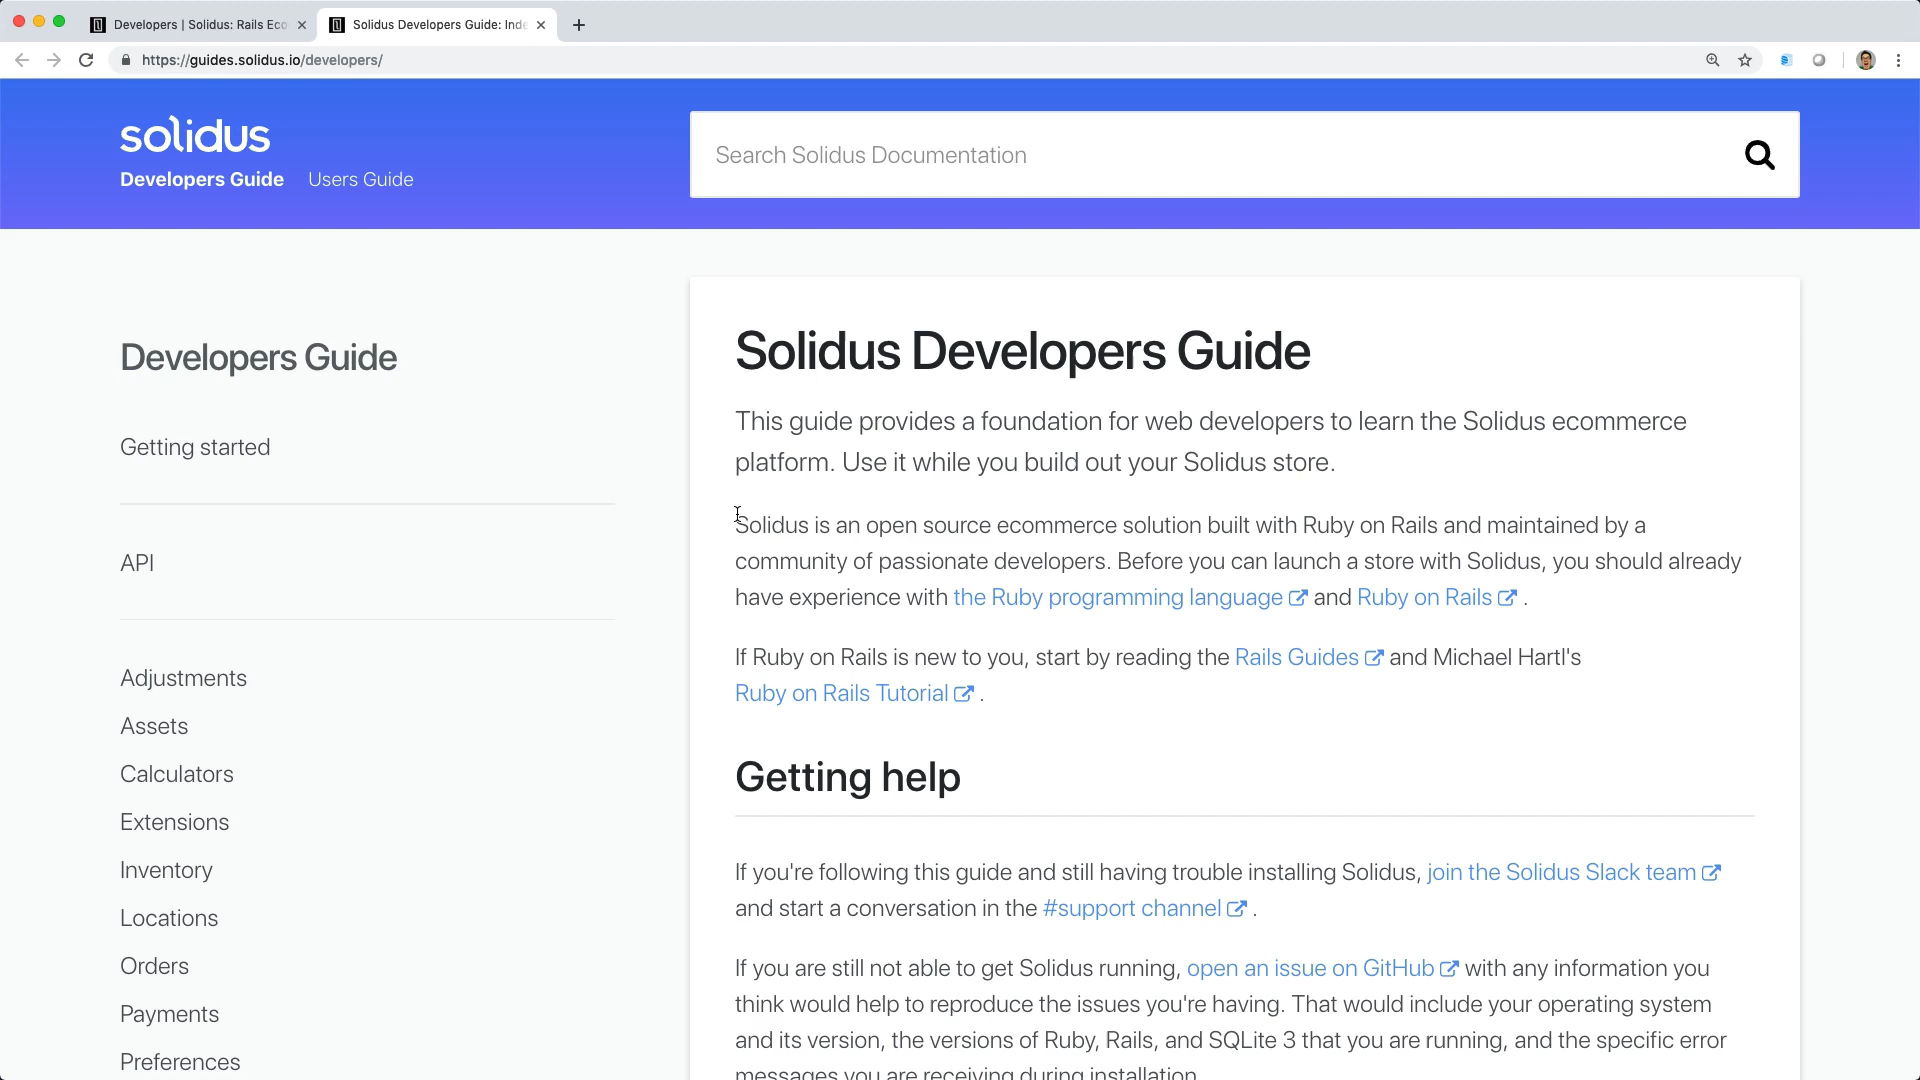 Developers | Solidus: Rails Eco
Solidus Developers Guide: Inde
https://guides.solidus.io/developers/
solidus
Developers Guide
Users Guide
Search Solidus Documentation
Developers Guide
Getting started
API
Adjustments
Assets
Calculators
Extensions
Inventory
Locations
Orders
Payments
Preferences
Solidus Developers Guide
This guide provides a foundation for web developers to learn the Solidus ecommerce
platform. Use it while you build out your Solidus store.
Solidus is an open source ecommerce solution built with Ruby on Rails and maintained by a
community of passionate developers. Before you can launch a store with Solidus, you should already
have experience with the Ruby programming language and Ruby on Rails .
If Ruby on Rails is new to you, start by reading the Rails Guides and Michael Hartl's
Ruby on Rails Tutorial .
Getting help
If you're following this guide and still having trouble installing Solidus, join the Solidus Slack team
and start a conversation in the #support channel .
If you are still not able to get Solidus running, open an issue on GitHub with any information you
think would help to reproduce the issues you're having. That would include your operating system
and its version, the versions of Ruby, Rails, and SQLite 3 that you are running, and the specific error
messages you are receiving during installation.